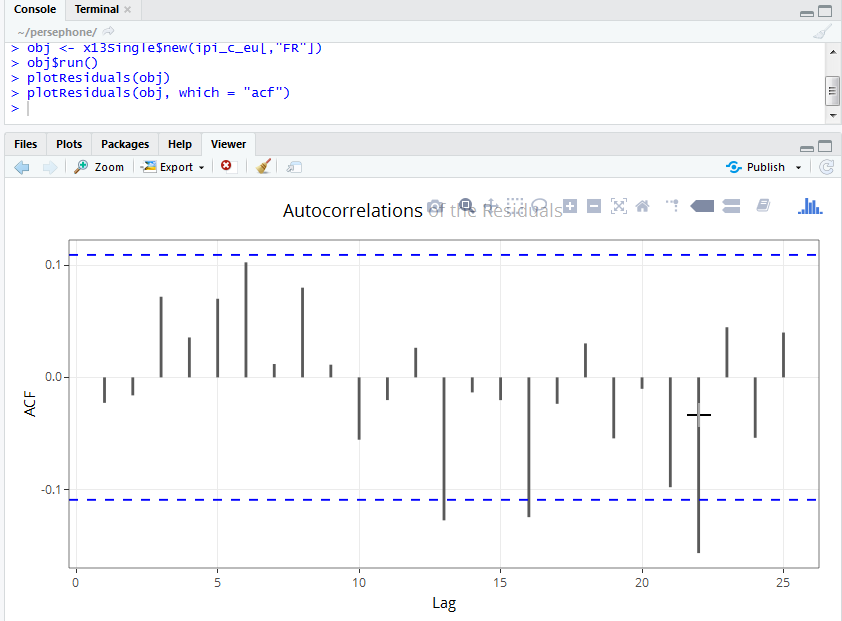 Console Terminal
~/persephone/
> obj <- x13Single$new(ipi_c_eu[,"FR"])
> obj$run()
> plotResiduals(obj)
> plotResiduals(obj, which = "acf")
>
Files Plots Packages Help Viewer
Zoom Export Publish
Autocorrelations of the Residuals
0.1
0.0
-0.1
ACF
0 5 10 15 20 25
Lag